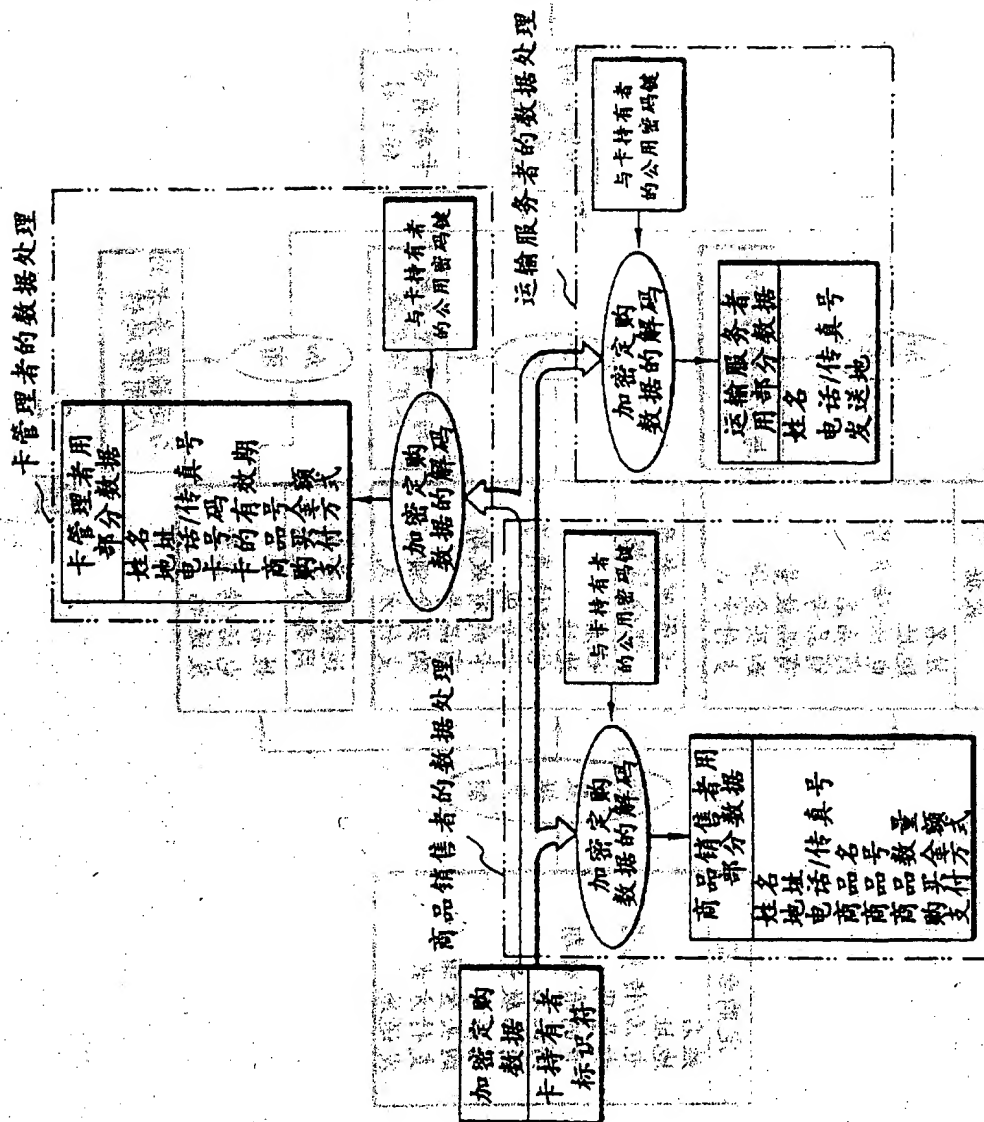 卡管理者的数据处理
卡管理者用
部分数据
姓名
地址
电话/传真号
卡号码
卡的有效期
商品号
购买金额
支付方式
加密定购
数据的解码
与卡持有者
的公用密码键
商品销售者的数据处理
加密定购
数据
卡持有者
标识符
加密定购
数据的解码
与卡持有者
的公用密码键
商品销售者用
部分数据
姓名
地址
电话/传真号
商品名
商品号
商品数量
购买金额
支付方式
运输服务者的数据处理
加密定购
数据的解码
与卡持有者
的公用密码键
运输服务者
用部分数据
姓名
电话/传真号
发送地